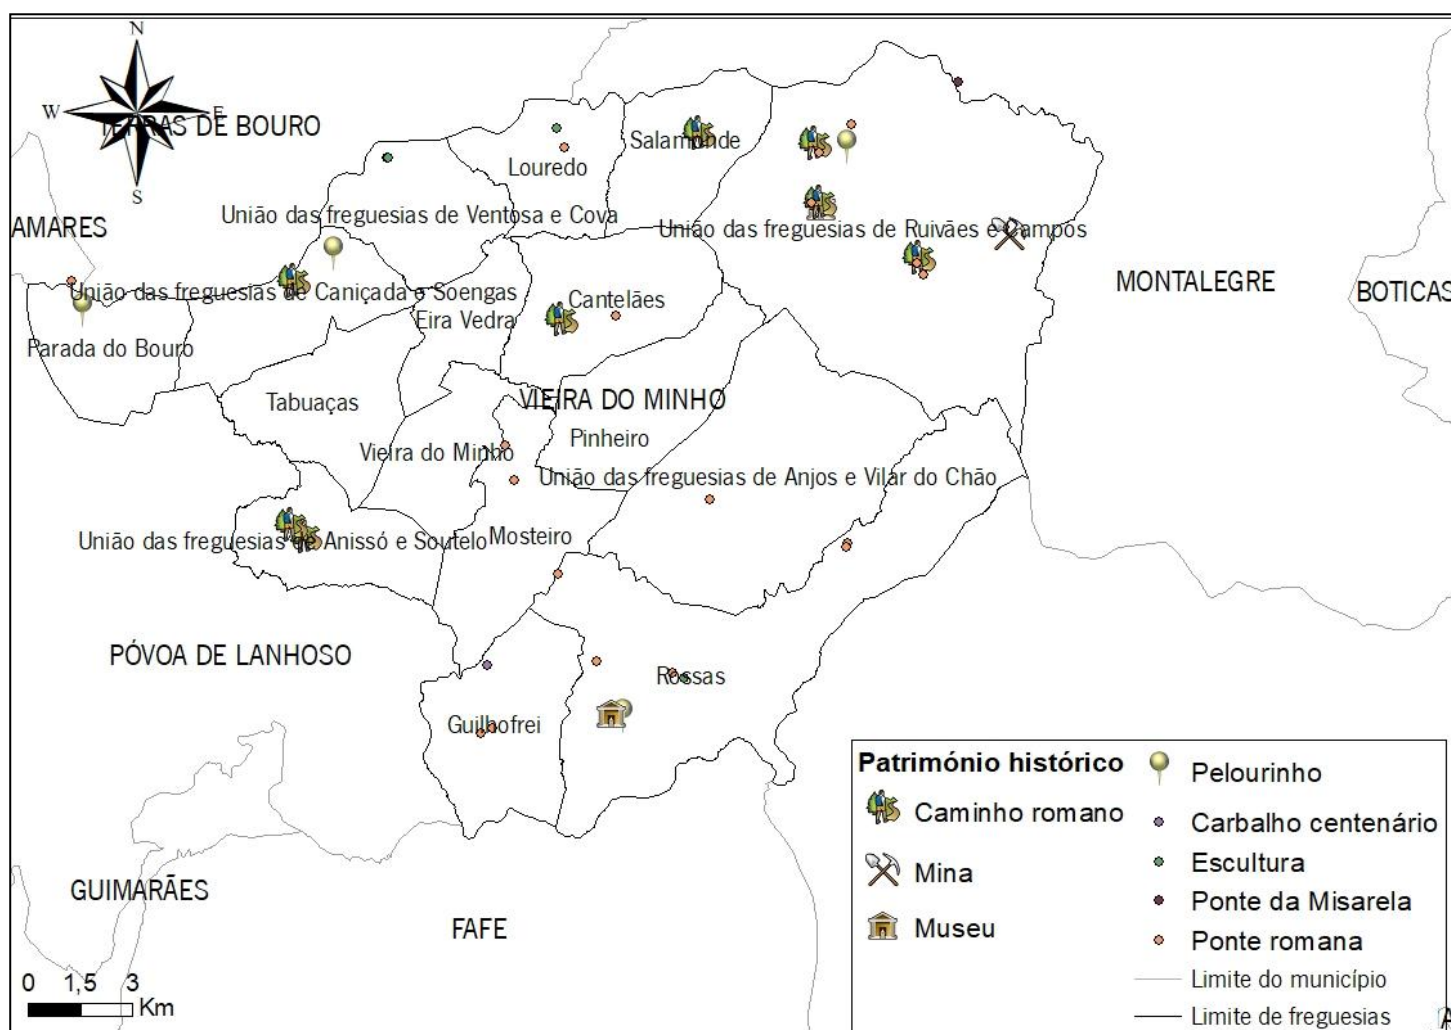 N
W
E
S
TERRAS DE BOURO
Salamonde
Louredo
AMARES
União das freguesias de Ventosa e Cova
União das freguesias de Ruivães e Campos
MONTALEGRE
BOTICAS
União das freguesias de Caniçada e Soengas
Cantelães
Eira Vedra
Parada do Bouro
Tabuaças
VIEIRA DO MINHO
Pinheiro
Vieira do Minho
União das freguesias de Anjos e Vilar do Chão
União das freguesias de Anissó e Soutelo
Mosteiro
PÓVOA DE LANHOSO
Rossas
Guilhofrei
GUIMARÃES
FAFE
0 1,5 3
Km
Património histórico
Caminho romano
Mina
Museu
Pelourinho
Carbalho centenário
Escultura
Ponte da Misarela
Ponte romana
Limite do município
Limite de freguesias